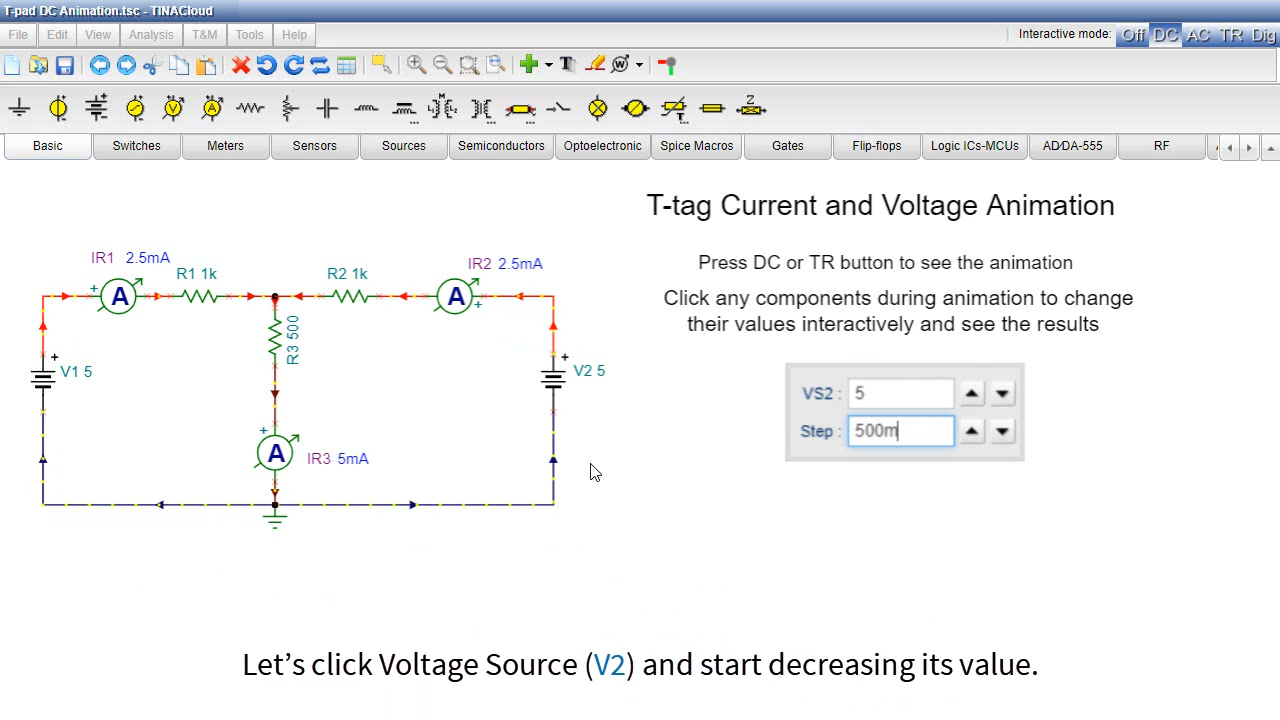 T-pad DC Animation.tsc - TINACloud
File Edit View Analysis T&M Tools Help Interactive mode: Off DC AC TR Dig
Basic Switches Meters Sensors Sources Semiconductors Optoelectronic Spice Macros Gates Flip-flops Logic ICs-MCUs AD/DA-555 RF
T-tag Current and Voltage Animation
Press DC or TR button to see the animation
Click any components during animation to change
their values interactively and see the results
IR1 2.5mA
R1 1k
R2 1k
IR2 2.5mA
+ A
A +
R3 500
+
V1 5
+
V2 5
VS2 : 5
Step : 500m
+
A
IR3 5mA
Let's click Voltage Source (V2) and start decreasing its value.